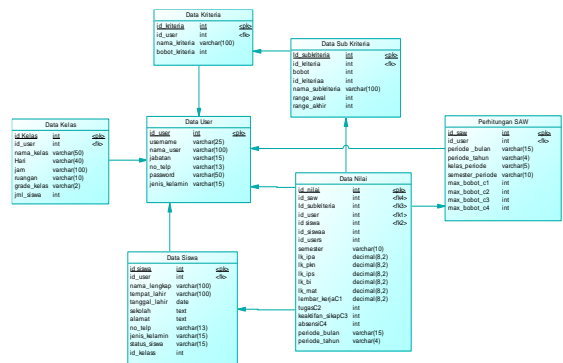 Data Kriteria
id_kriteria int <pk>
id_user int <fk>
nama_kriteria varchar(100)
bobot_kriteria int
Data Sub Kriteria
Id_subkriteria int <pk>
id_kriteria int <fk>
bobot int
id_kriteriaa int
nama_subkriteria varchar(100)
range_awal int
range_akhir int
Data Kelas
id_Kelas int <pk>
id_user int <fk>
nama_kelas varchar(50)
Hari varchar(40)
jam varchar(100)
ruangan varchar(10)
grade_kelas varchar(2)
jml_siswa int
Data User
id_user int <pk>
username varchar(25)
nama_user varchar(100)
jabatan varchar(15)
no_telp varchar(13)
password varchar(50)
jenis_kelamin varchar(15)
Perhitungan SAW
id_saw int <pk>
id_user int <fk>
periode_bulan varchar(15)
periode_tahun varchar(4)
kelas_periode varchar(5)
semester_periode varchar(10)
max_bobot_c1 int
max_bobot_c2 int
max_bobot_c3 int
max_bobot_c4 int
Data Nilai
id_nilai int <pk>
id_saw int <fk4>
Id_subkriteria int <fk3>
id_user int <fk1>
id siswa int <fk2>
id_siswaa int
id_users int
semester varchar(10)
lk_ipa decimal(8,2)
lk_pkn decimal(8,2)
lk_ips decimal(8,2)
lk_bi decimal(8,2)
lk_mat decimal(8,2)
lembar_kerjaC1 decimal(8,2)
tugasC2 int
keaktifan_sikapC3 int
absensiC4 int
periode_bulan varchar(15)
periode_tahun varchar(4)
Data Siswa
id siswa int <pk>
id_user int <fk>
nama_lengkap varchar(100)
tempat_lahir varchar(100)
tanggal_lahir date
sekolah text
alamat text
no_telp varchar(13)
jenis_kelamin varchar(15)
status_siswa varchar(15)
id_kelass int